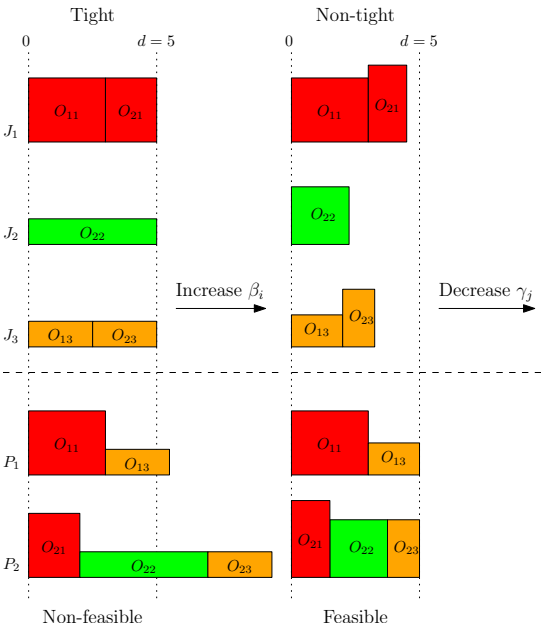 Tight Non-tight
0 d = 5 0 d = 5
J1 O11 O21 O11 O21
J2 O22 O22
Increase βi Decrease γj
J3 O13 O23 O13 O23
P1 O11 O13 O11 O13
P2 O21 O22 O23 O21 O22 O23
Non-feasible Feasible